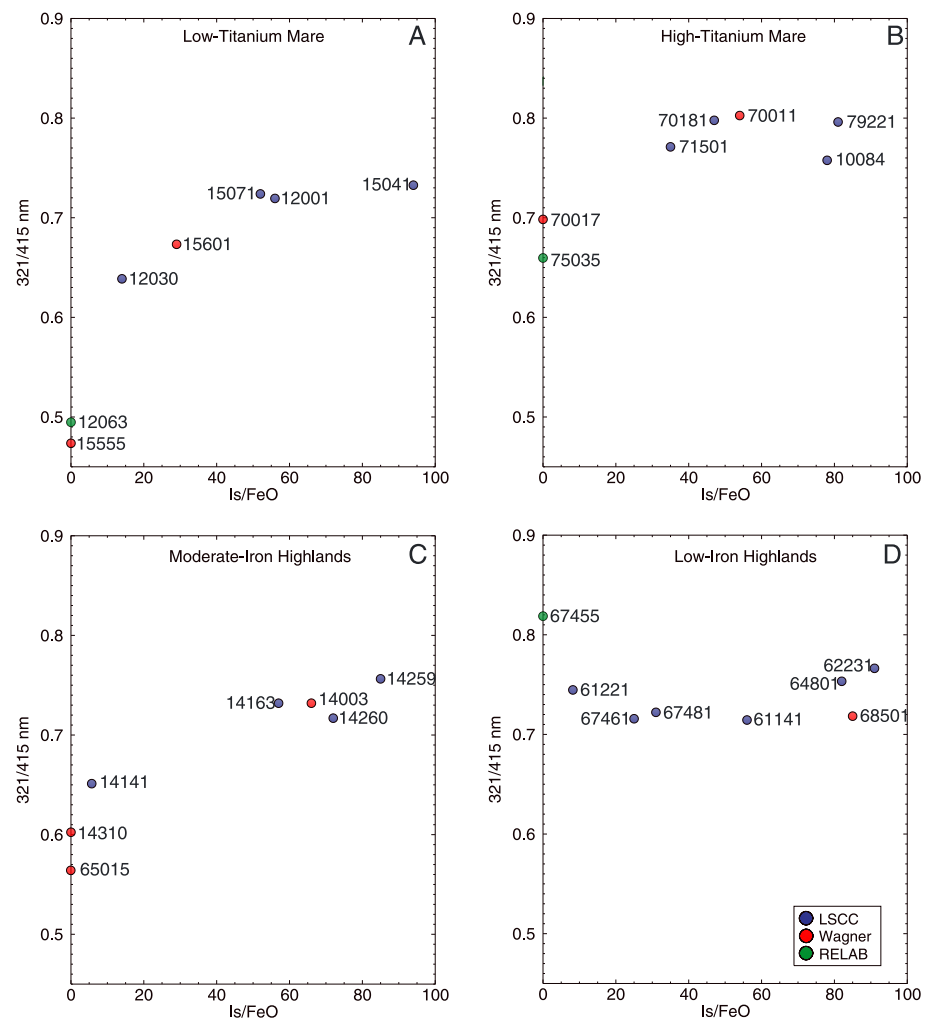 Low-Titanium Mare A
0.9
0.8
0.7
0.6
0.5
321/415 nm
15071
12001
15041
15601
12030
12063
15555
0 20 40 60 80 100
Is/FeO
High-Titanium Mare B
0.9
0.8
0.7
0.6
0.5
321/415 nm
70181
70011
79221
71501
10084
70017
75035
0 20 40 60 80 100
Is/FeO
Moderate-Iron Highlands C
0.9
0.8
0.7
0.6
0.5
321/415 nm
14259
14163
14003
14260
14141
14310
65015
0 20 40 60 80 100
Is/FeO
Low-Iron Highlands D
0.9
0.8
0.7
0.6
0.5
321/415 nm
67455
61221
62231
64801
67461
67481
61141
68501
LSCC
Wagner
RELAB
0 20 40 60 80 100
Is/FeO